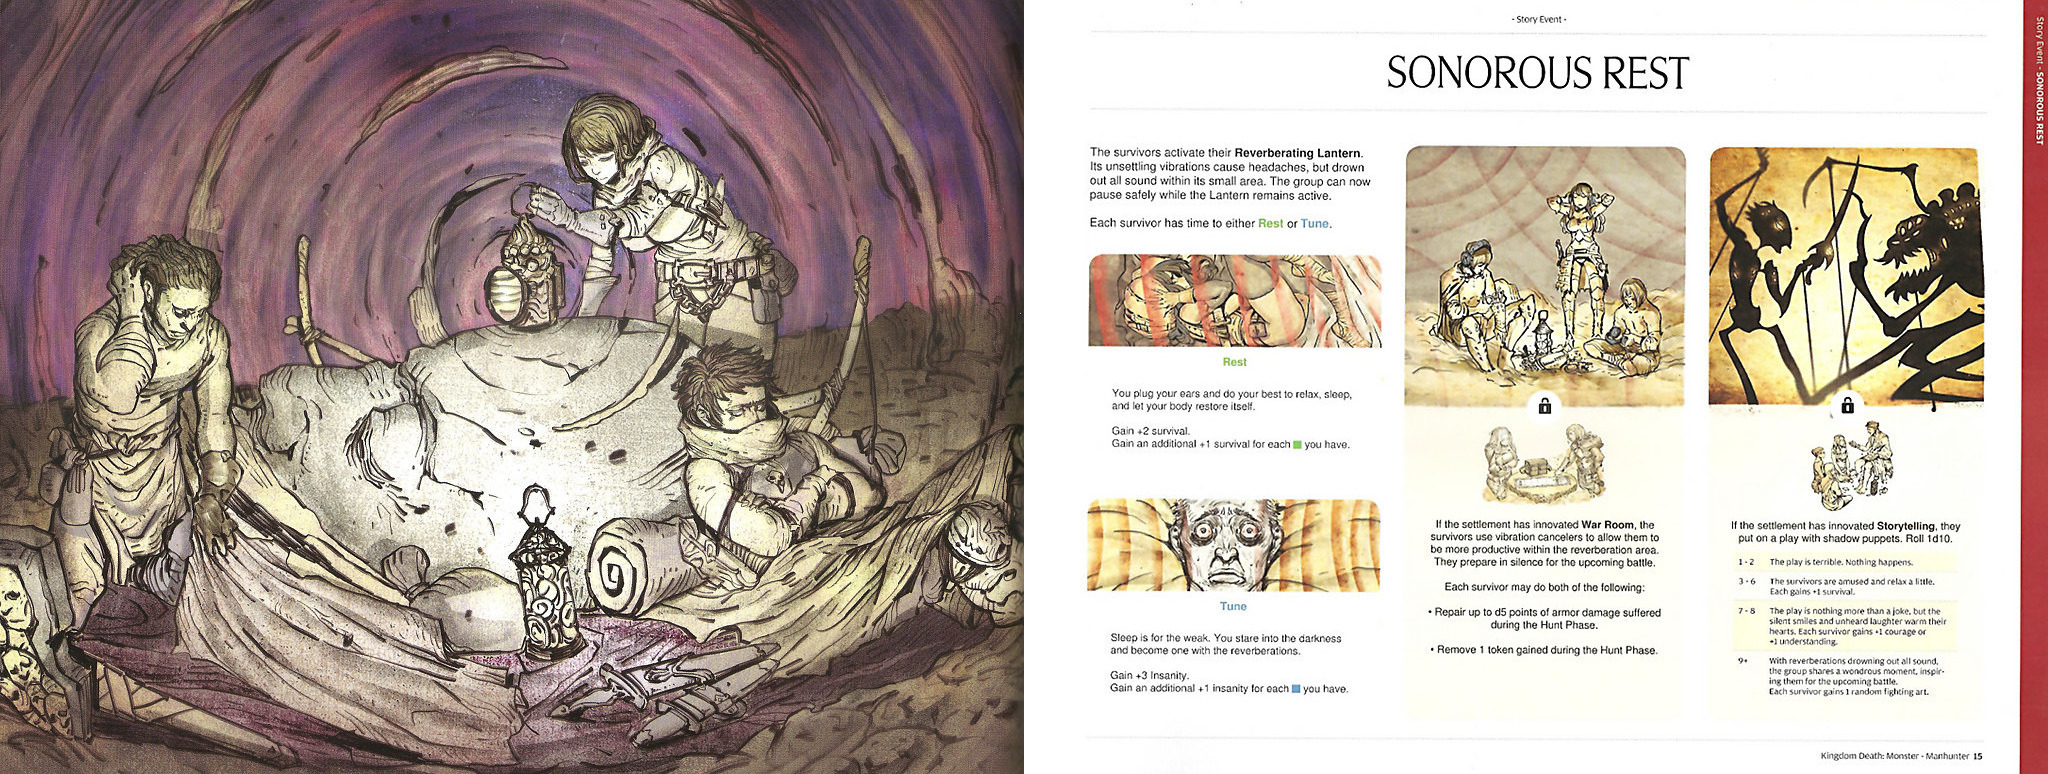 - Story Event -
SONOROUS REST
The survivors activate their Reverberating Lantern.
Its unsettling vibrations cause headaches, but drown
out all sound within its small area. The group can now
pause safely while the Lantern remains active.
Each survivor has time to either Rest or Tune.
Rest
You plug your ears and do your best to relax, sleep,
and let your body restore itself.
Gain +2 survival.
Gain an additional +1 survival for each you have.
Tune
Sleep is for the weak. You stare into the darkness
and become one with the reverberations.
Gain +3 Insanity.
Gain an additional +1 insanity for each you have.
If the settlement has innovated War Room, the
survivors use vibration cancelers to allow them to
be more productive within the reverberation area.
They prepare in silence for the upcoming battle.
Each survivor may do both of the following:
• Repair up to d5 points of armor damage suffered
during the Hunt Phase.
• Remove 1 token gained during the Hunt Phase.
If the settlement has innovated Storytelling, they
put on a play with shadow puppets. Roll 1d10.
1 - 2 The play is terrible. Nothing happens.
3 - 6 The survivors are amused and relax a little.
Each gains +1 survival.
7 - 8 The play is nothing more than a joke, but the
silent smiles and unheard laughter warm their
hearts. Each survivor gains +1 courage or
+1 understanding.
9+ With reverberations drowning out all sound,
the group shares a wondrous moment, inspir-
ing them for the upcoming battle.
Each survivor gains 1 random fighting art.
Kingdom Death: Monster - Manhunter 15
Story Event - SONOROUS REST